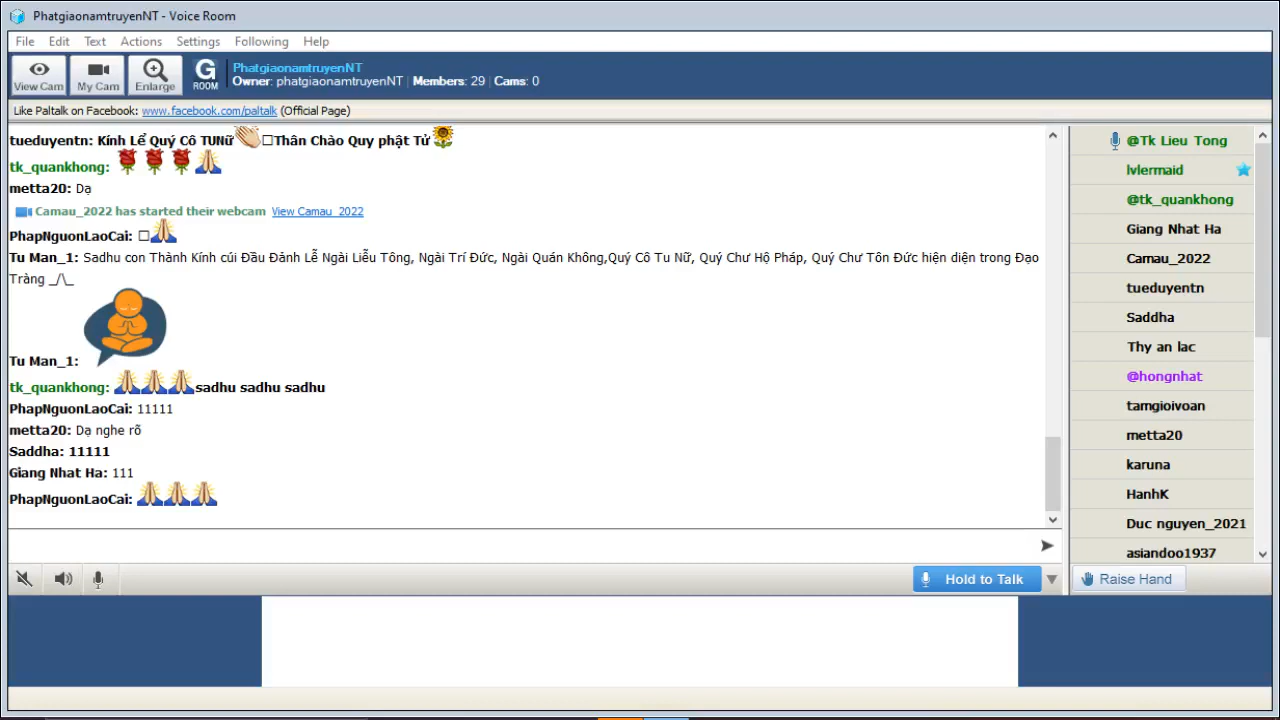 PhatgiaonamtruyenNT - Voice Room
File Edit Text Actions Settings Following Help
View Cam My Cam Enlarge G ROOM
PhatgiaonamtruyenNT
Owner: phatgiaonamtruyenNT Members: 29 Cams: 0
Like Paltalk on Facebook: www.facebook.com/paltalk (Official Page)
tueduyentn: Kính Lể Quý Cô TUNữ Thân Chào Quy phật Tử
tk_quankhong:
metta20: Dạ
Camau_2022 has started their webcam View Camau_2022
PhapNguonLaoCai:
Tu Man_1: Sadhu con Thành Kính cúi Đầu Đảnh Lễ Ngài Liễu Tông, Ngài Trí Đức, Ngài Quán Không,Quý Cô Tu Nữ, Quý Chư Hộ Pháp, Quý Chư Tôn Đức hiện diện trong Đạo
Tràng _/\_
Tu Man_1:
tk_quankhong: sadhu sadhu sadhu
PhapNguonLaoCai: 11111
metta20: Dạ nghe rõ
Saddha: 11111
Giang Nhat Ha: 111
PhapNguonLaoCai:
@Tk Lieu Tong
lvlermaid
@tk_quankhong
Giang Nhat Ha
Camau_2022
tueduyentn
Saddha
Thy an lac
@hongnhat
tamgioivoan
metta20
karuna
HanhK
Duc nguyen_2021
asiandoo1937
Hold to Talk
Raise Hand